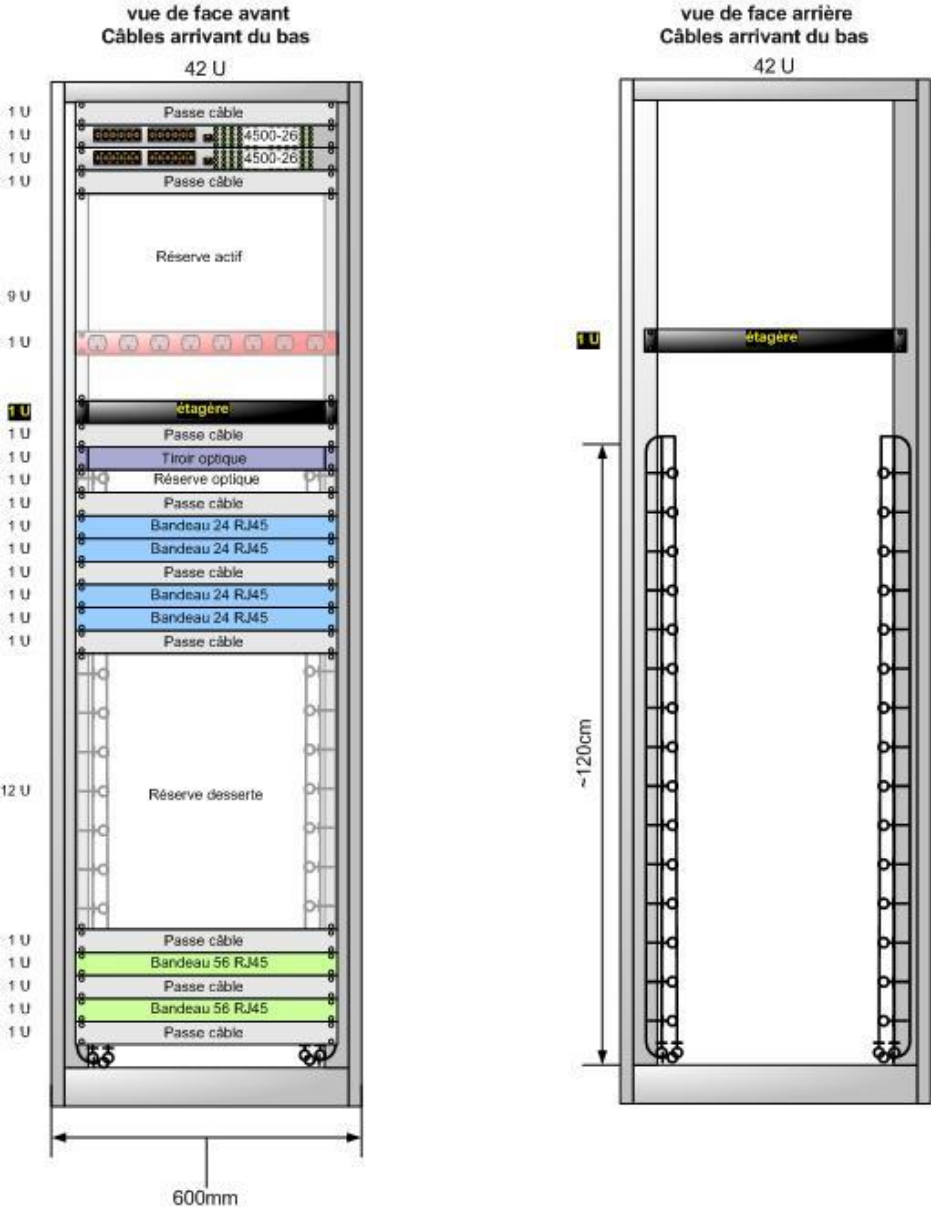 vue de face avant
Câbles arrivant du bas
42 U
1 U Passe câble
1 U 4500-26
1 U 4500-26
1 U Passe câble
Réserve actif
9 U
1 U
1 U étagère
1 U Passe câble
1 U Tiroir optique
1 U Réserve optique
1 U Passe câble
1 U Bandeau 24 RJ45
1 U Bandeau 24 RJ45
1 U Passe câble
1 U Bandeau 24 RJ45
1 U Bandeau 24 RJ45
1 U Passe câble
12 U Réserve desserte
1 U Passe câble
1 U Bandeau 56 RJ45
1 U Passe câble
1 U Bandeau 56 RJ45
1 U Passe câble
600mm
vue de face arrière
Câbles arrivant du bas
42 U
1 U étagère
~120cm